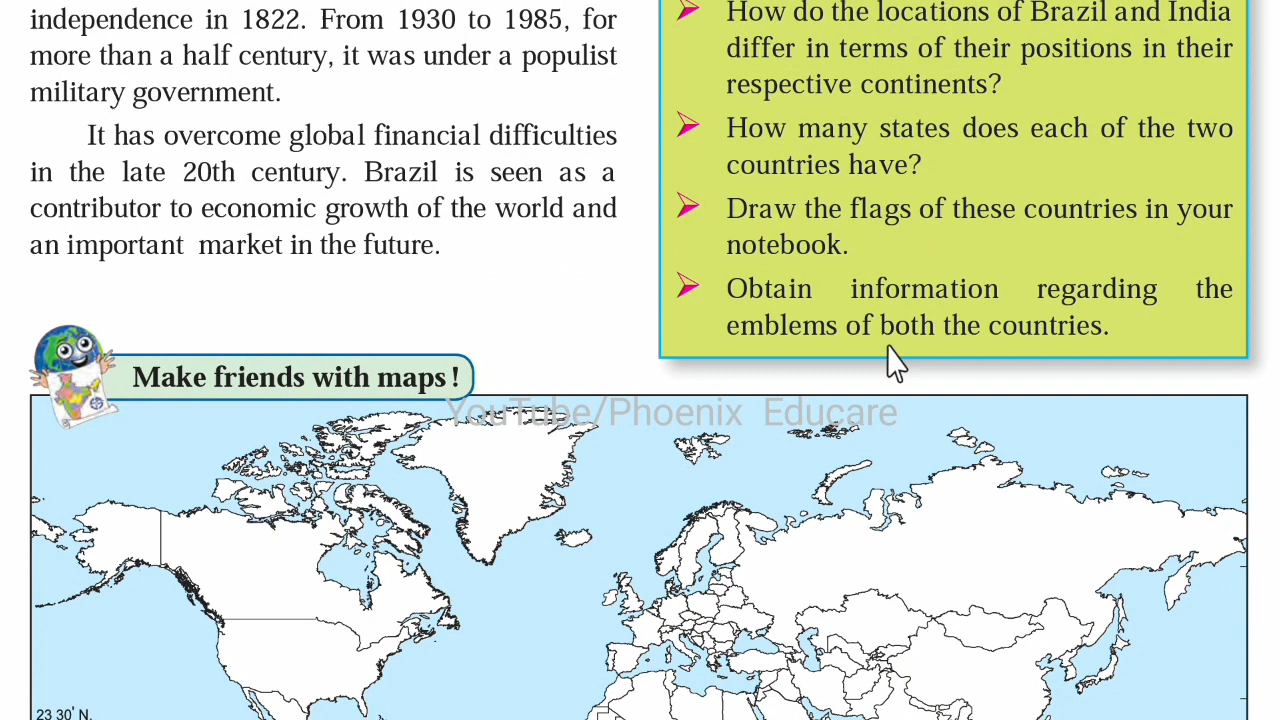 independence in 1822. From 1930 to 1985, for
more than a half century, it was under a populist
military government.
It has overcome global financial difficulties
in the late 20th century. Brazil is seen as a
contributor to economic growth of the world and
an important market in the future.
How do the locations of Brazil and India
differ in terms of their positions in their
respective continents?
How many states does each of the two
countries have?
Draw the flags of these countries in your
notebook.
Obtain information regarding the
emblems of both the countries.
Make friends with maps !
YouTube/Phoenix Educare
23 30' N.